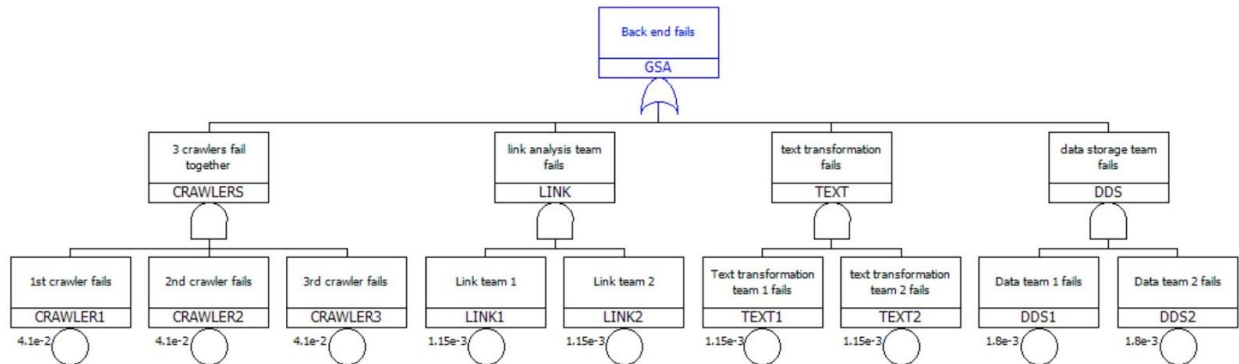 Back end fails
GSA
3 crawlers fail
together
CRAWLERS
link analysis team
fails
LINK
text transformation
fails
TEXT
data storage team
fails
DDS
1st crawler fails
CRAWLER1
4.1e-2
2nd crawler fails
CRAWLER2
4.1e-2
3rd crawler fails
CRAWLER3
4.1e-2
Link team 1
LINK1
1.15e-3
Link team 2
LINK2
1.15e-3
Text transformation
team 1 fails
TEXT1
1.15e-3
text transformation
team 2 fails
TEXT2
1.15e-3
Data team 1 fails
DDS1
1.8e-3
Data team 2 fails
DDS2
1.8e-3